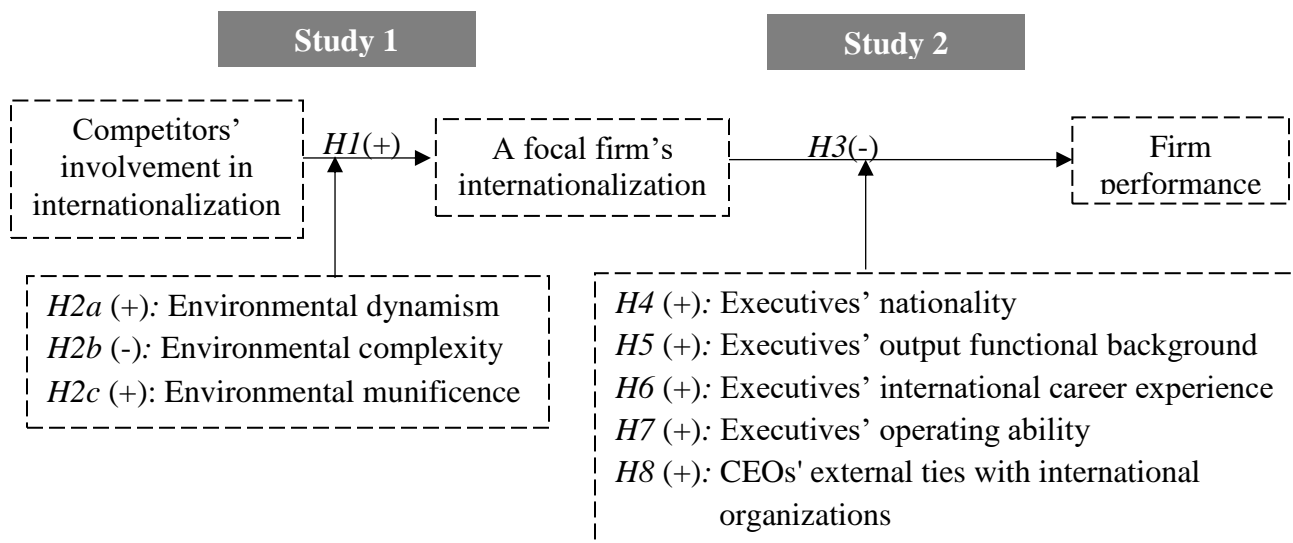 Study 1
Study 2
Competitors'
involvement in
internationalization
H1(+)
A focal firm's
internationalization
H3(-)
Firm
performance
H2a (+): Environmental dynamism
H2b (-): Environmental complexity
H2c (+): Environmental munificence
H4 (+): Executives' nationality
H5 (+): Executives' output functional background
H6 (+): Executives' international career experience
H7 (+): Executives' operating ability
H8 (+): CEOs' external ties with international
organizations